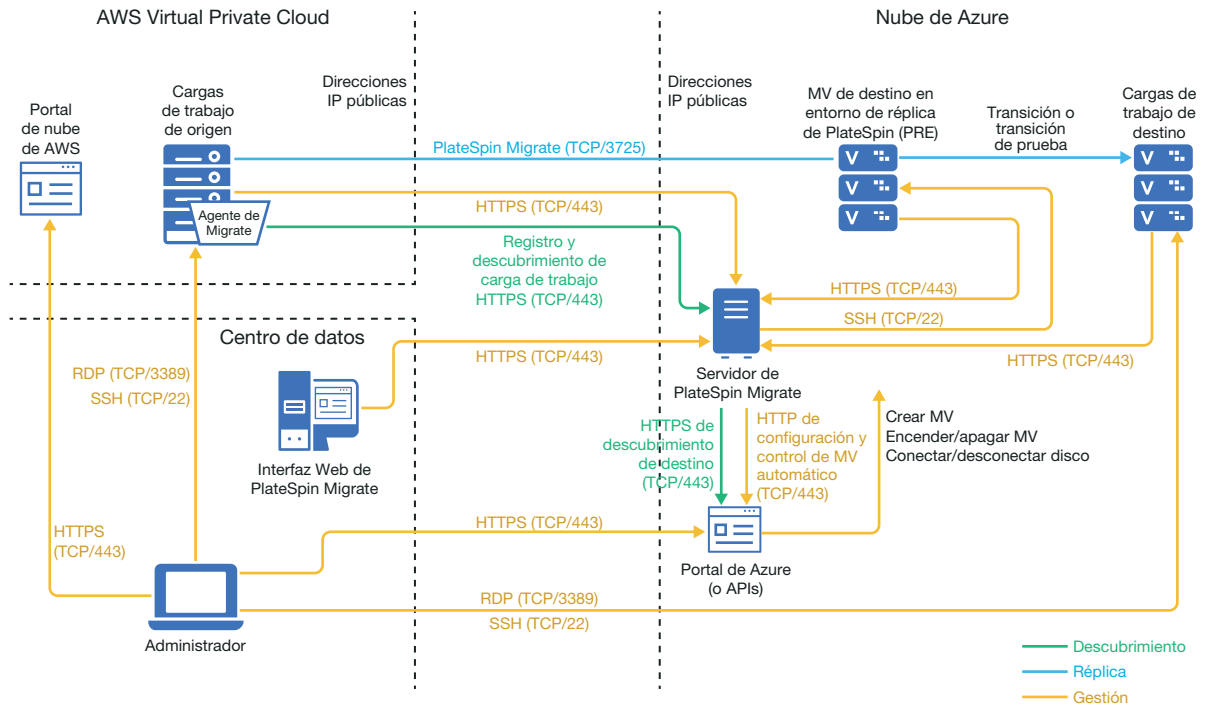 AWS Virtual Private Cloud
Nube de Azure
Direcciones
IP públicas
Direcciones
IP públicas
Portal
de nube
de AWS
Cargas
de trabajo
de origen
MV de destino en
entorno de réplica
de PlateSpin (PRE)
Transición o
transición
de prueba
Cargas de
trabajo de
destino
PlateSpin Migrate (TCP/3725)
HTTPS (TCP/443)
Agente de
Migrate
Registro y
descubrimiento de
carga de trabajo
HTTPS (TCP/443)
HTTPS (TCP/443)
SSH (TCP/22)
HTTPS (TCP/443)
Centro de datos
HTTPS (TCP/443)
RDP (TCP/3389)
SSH (TCP/22)
Servidor de
PlateSpin Migrate
Interfaz Web de
PlateSpin Migrate
HTTPS de
descubrimiento
de destino
(TCP/443)
HTTP de
configuración y
control de MV
automático
(TCP/443)
Crear MV
Encender/apagar MV
Conectar/desconectar disco
HTTPS
(TCP/443)
HTTPS (TCP/443)
Portal de Azure
(o APIs)
RDP (TCP/3389)
SSH (TCP/22)
Administrador
Descubrimiento
Réplica
Gestión